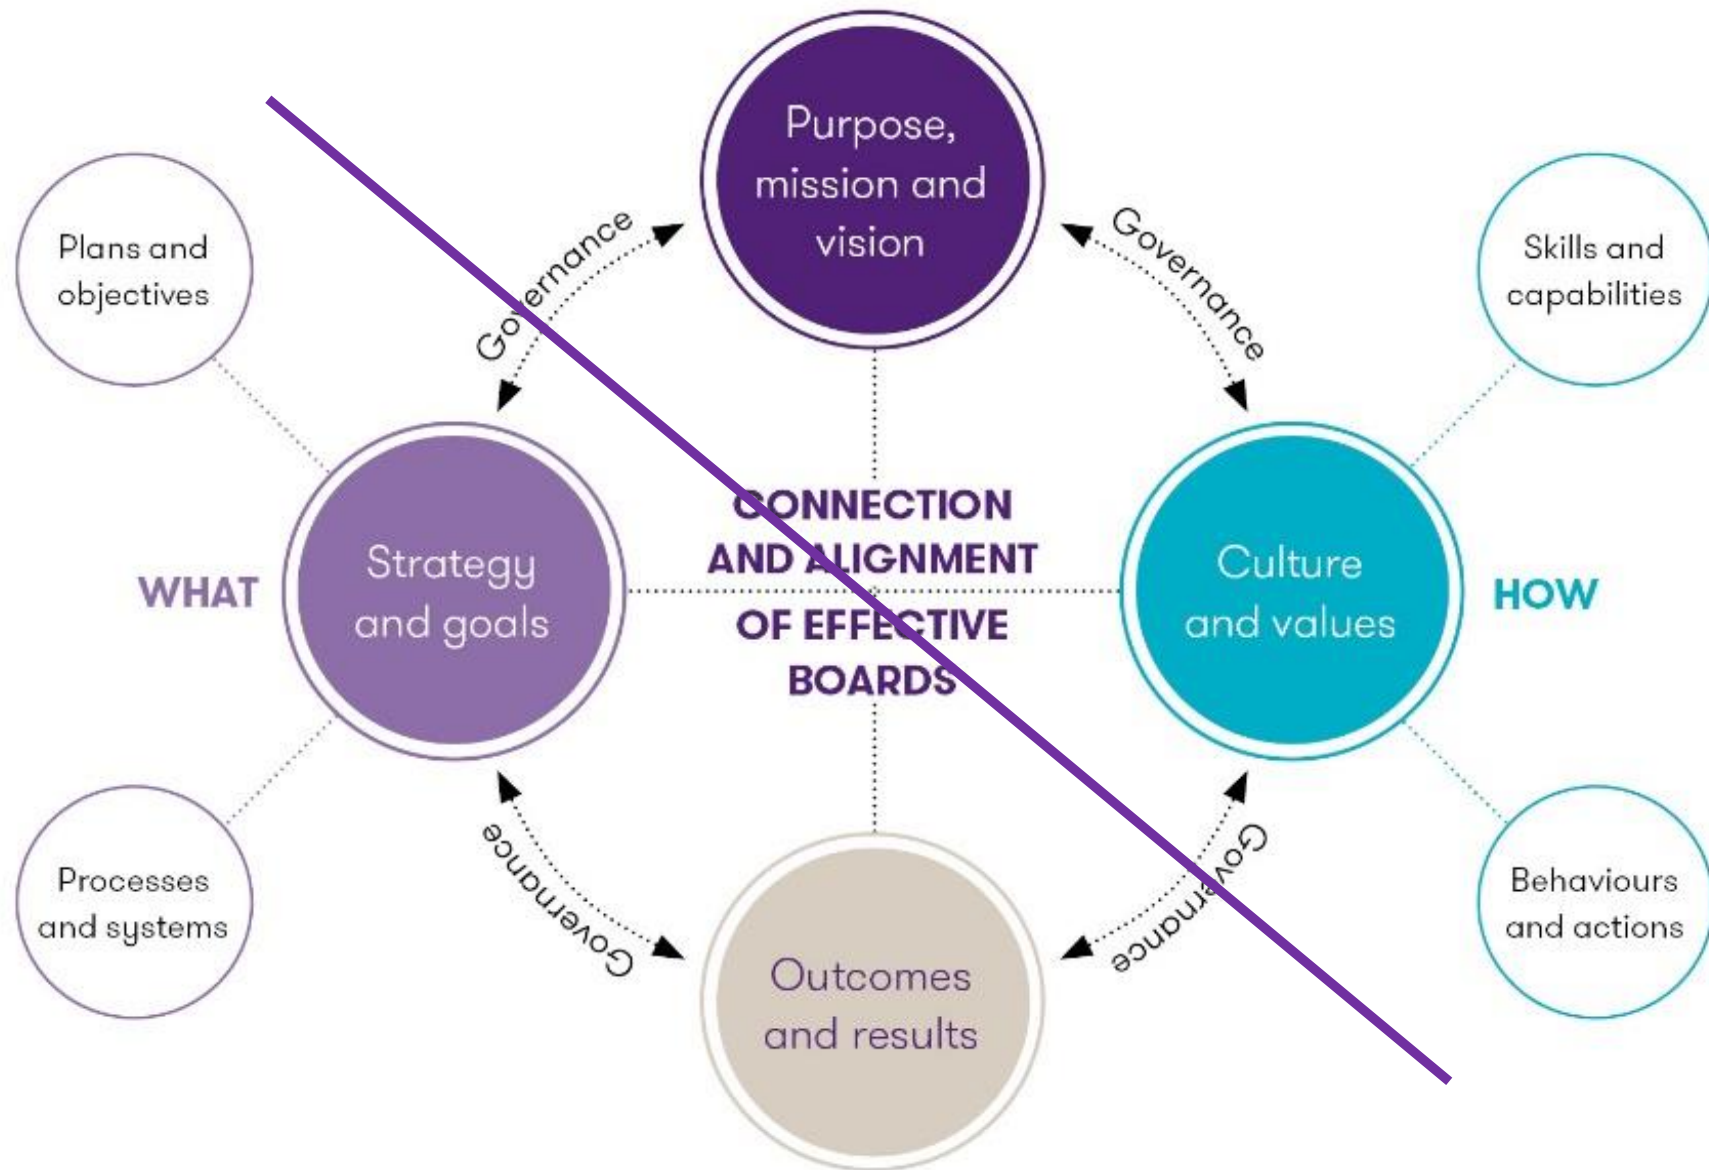 Purpose,
mission and
vision
Governance
Governance
Plans and
objectives
Skills and
capabilities
WHAT
Strategy
and goals
CONNECTION
AND ALIGNMENT
OF EFFECTIVE
BOARDS
Culture
and values
HOW
Processes
and systems
Governance
Governance
Behaviours
and actions
Outcomes
and results